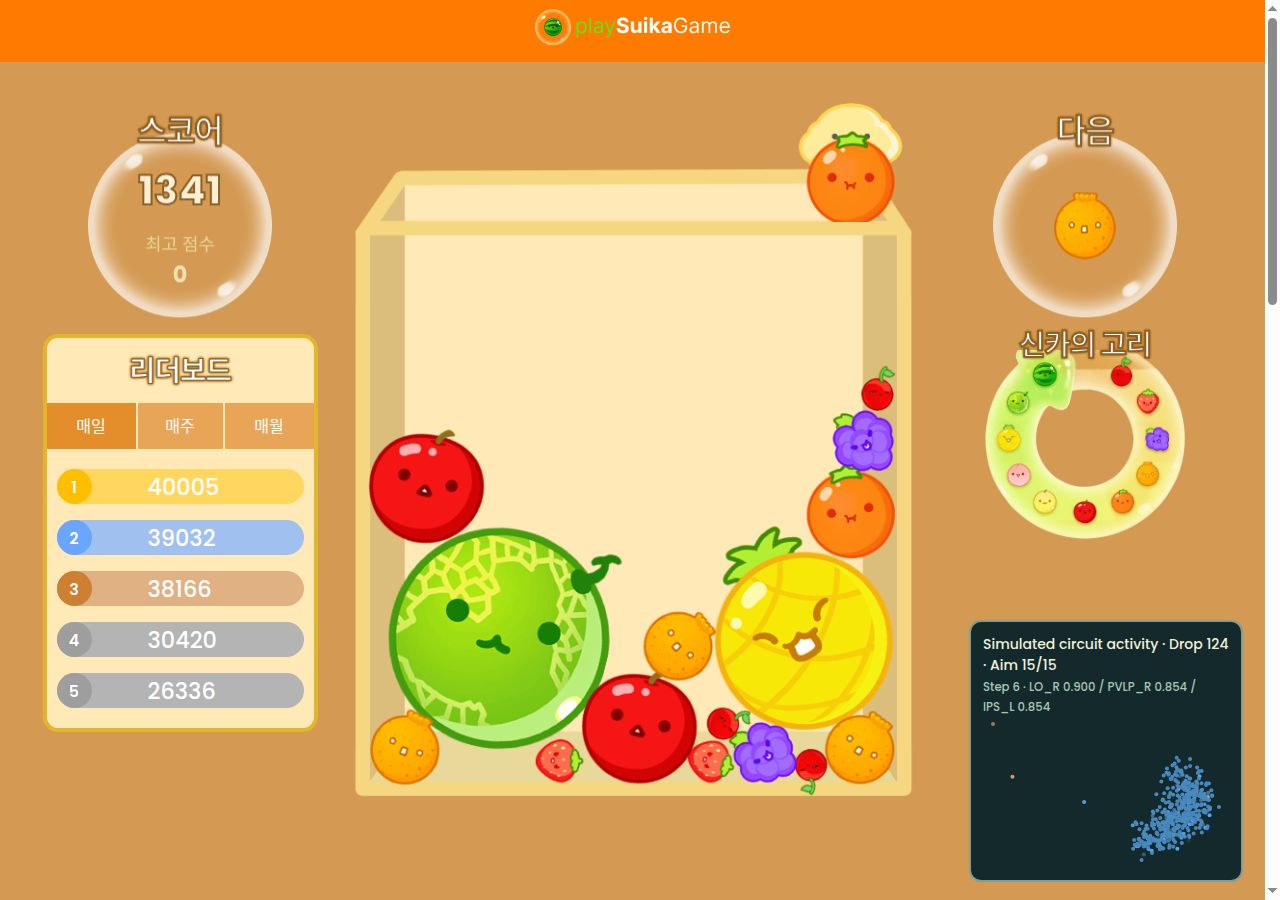 playSuikaGame
스코어
1341
최고 점수
0
다음
신카의 고리
리더보드
매일 매주 매월
1 40005
2 39032
3 38166
4 30420
5 26336
Simulated circuit activity · Drop 124
· Aim 15/15
Step 6 · LO_R 0.900 / PVLP_R 0.854 /
IPS_L 0.854